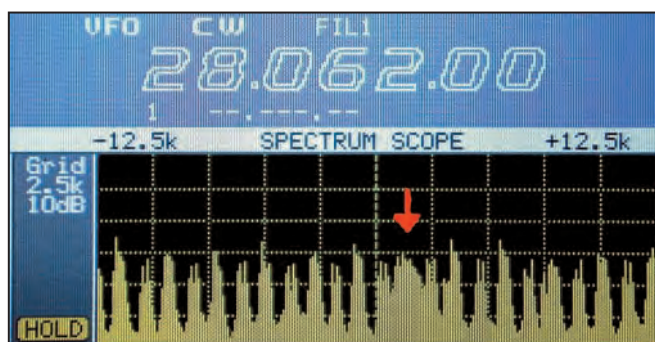 VFO CW FIL1
28.062.00
1 --.---.--
-12.5k SPECTRUM SCOPE +12.5k
Grid
2.5k
10dB
HOLD